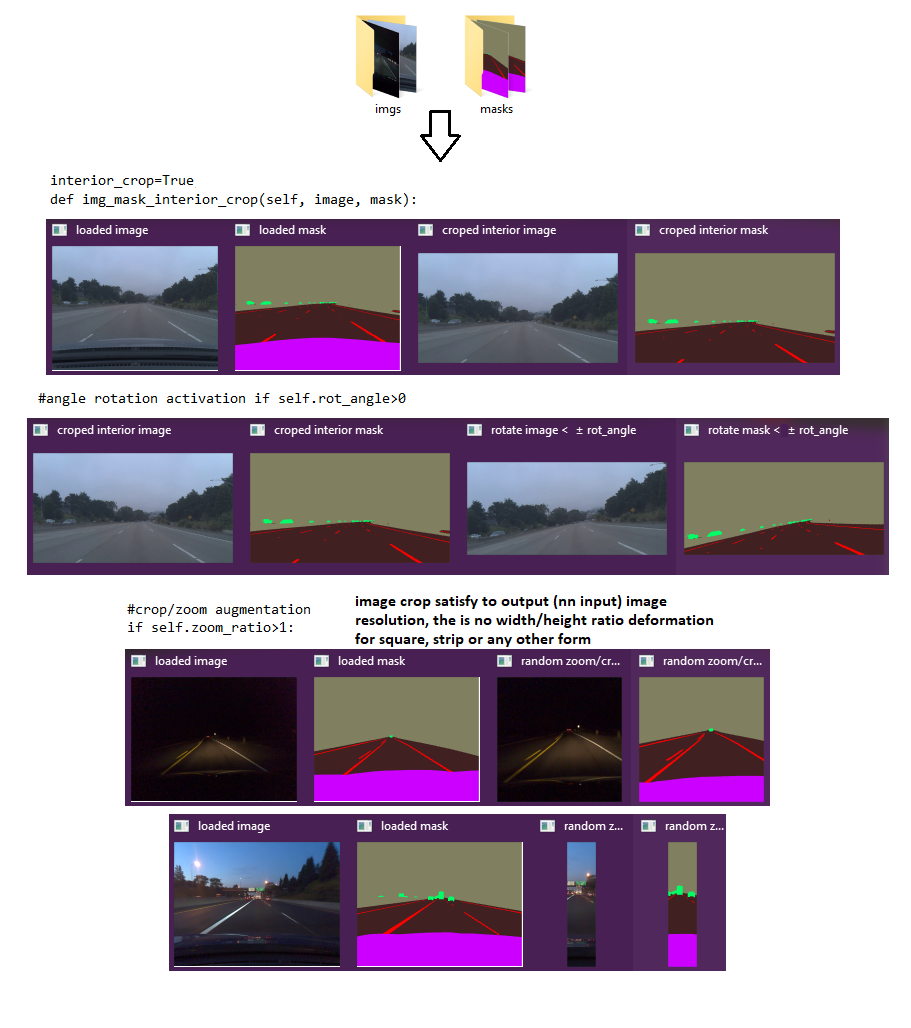 imgs masks
interior_crop=True
def img_mask_interior_crop(self, image, mask):
loaded image loaded mask croped interior image croped interior mask
#angle rotation activation if self.rot_angle>0
croped interior image croped interior mask rotate image < ± rot_angle rotate mask < ± rot_angle
#crop/zoom augmentation
if self.zoom_ratio>1:
image crop satisfy to output (nn input) image
resolution, the is no width/height ratio deformation
for square, strip or any other form
loaded image loaded mask random zoom/cr... random zoom/cr...
loaded image loaded mask random z... random z...